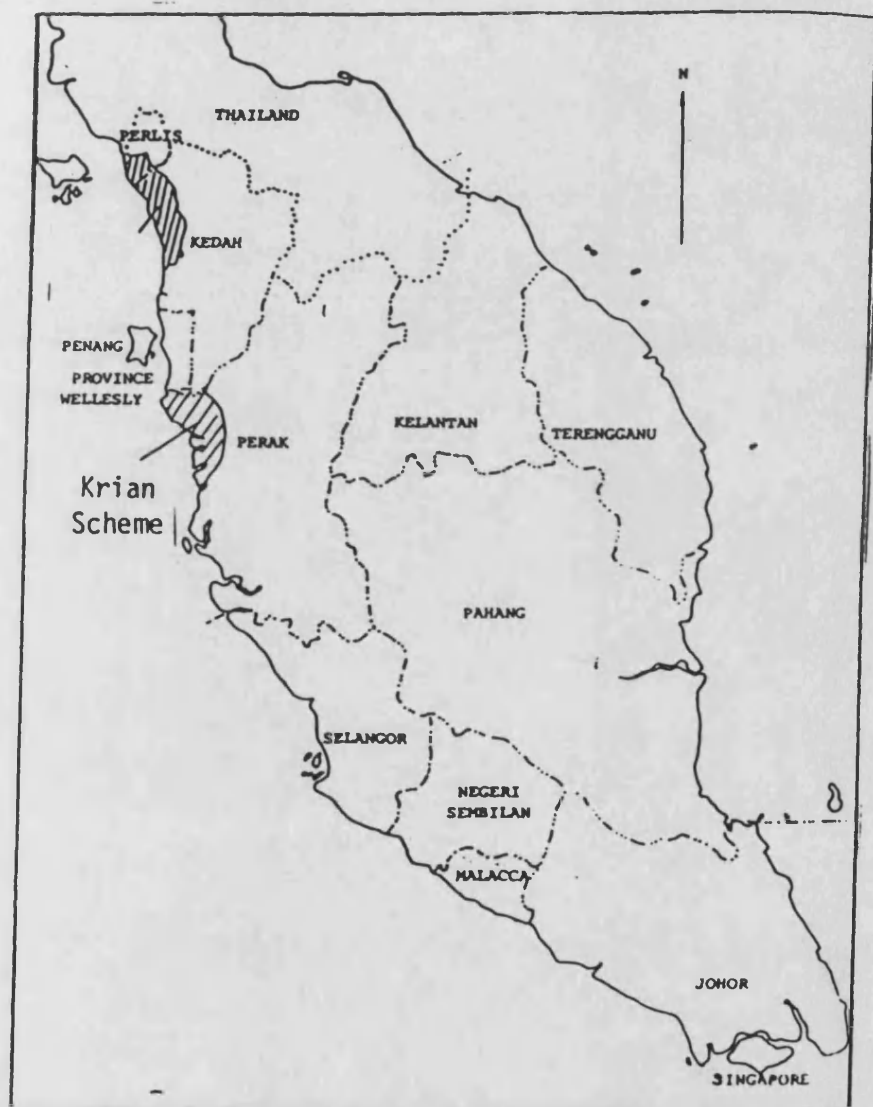 N
THAILAND
PERLIS
KEDAH
PENANG
PROVINCE
WELLESLY
KELANTAN
TERENGGANU
PERAK
Krian
Scheme
PAHANG
SELANGOR
NEGERI
SEMBILAN
MALACCA
JOHOR
SINGAPORE